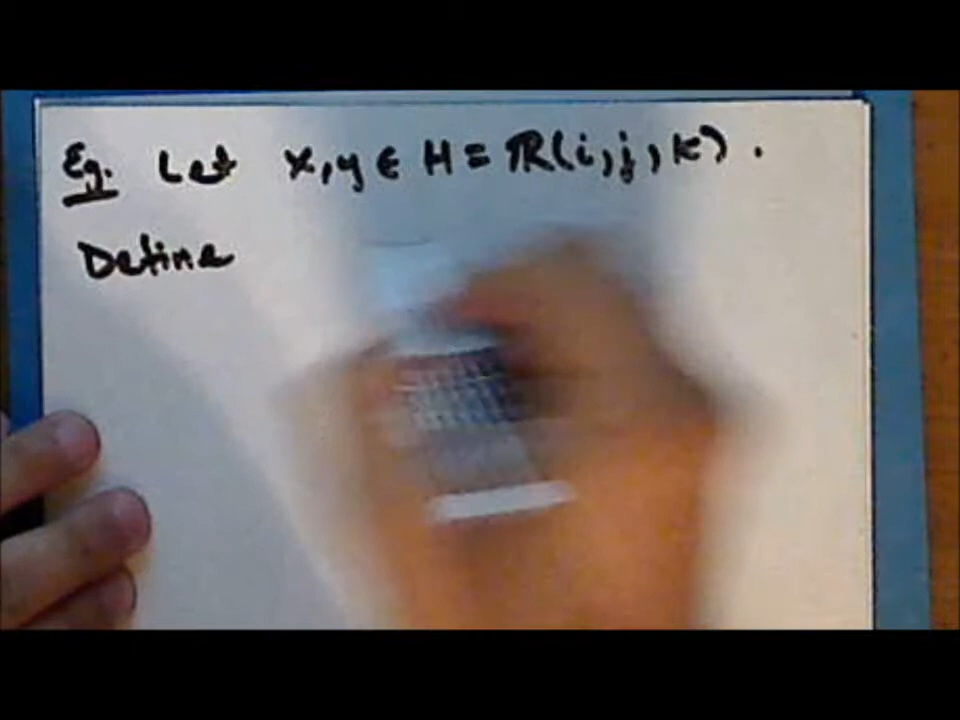 Eg. Let x, y ∈ H = ℝ(i, j, k).
Define